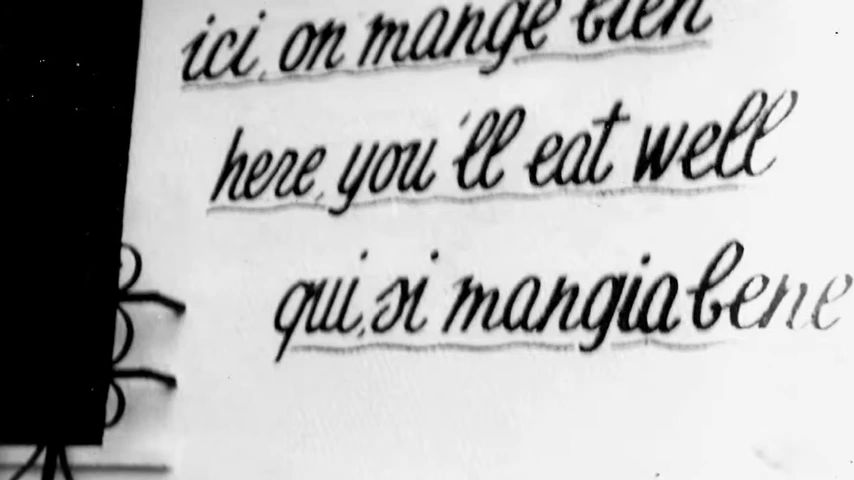 ici, on mange bien
here, you'll eat well
qui, si mangia bene